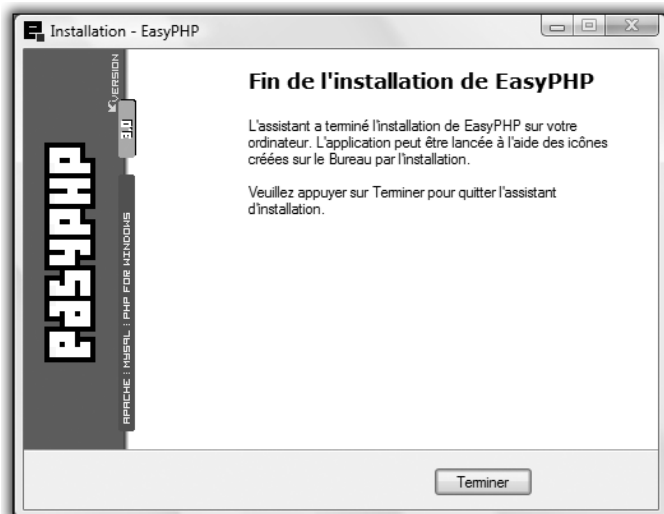 Installation - EasyPHP
VERSION
EasyPHP
APACHE : MYSQL : PHP FOR WINDOWS
Fin de l'installation de EasyPHP
L'assistant a terminé l'installation de EasyPHP sur votre
ordinateur. L'application peut être lancée à l'aide des icônes
créées sur le Bureau par l'installation.
Veuillez appuyer sur Terminer pour quitter l'assistant
d'installation.
Terminer